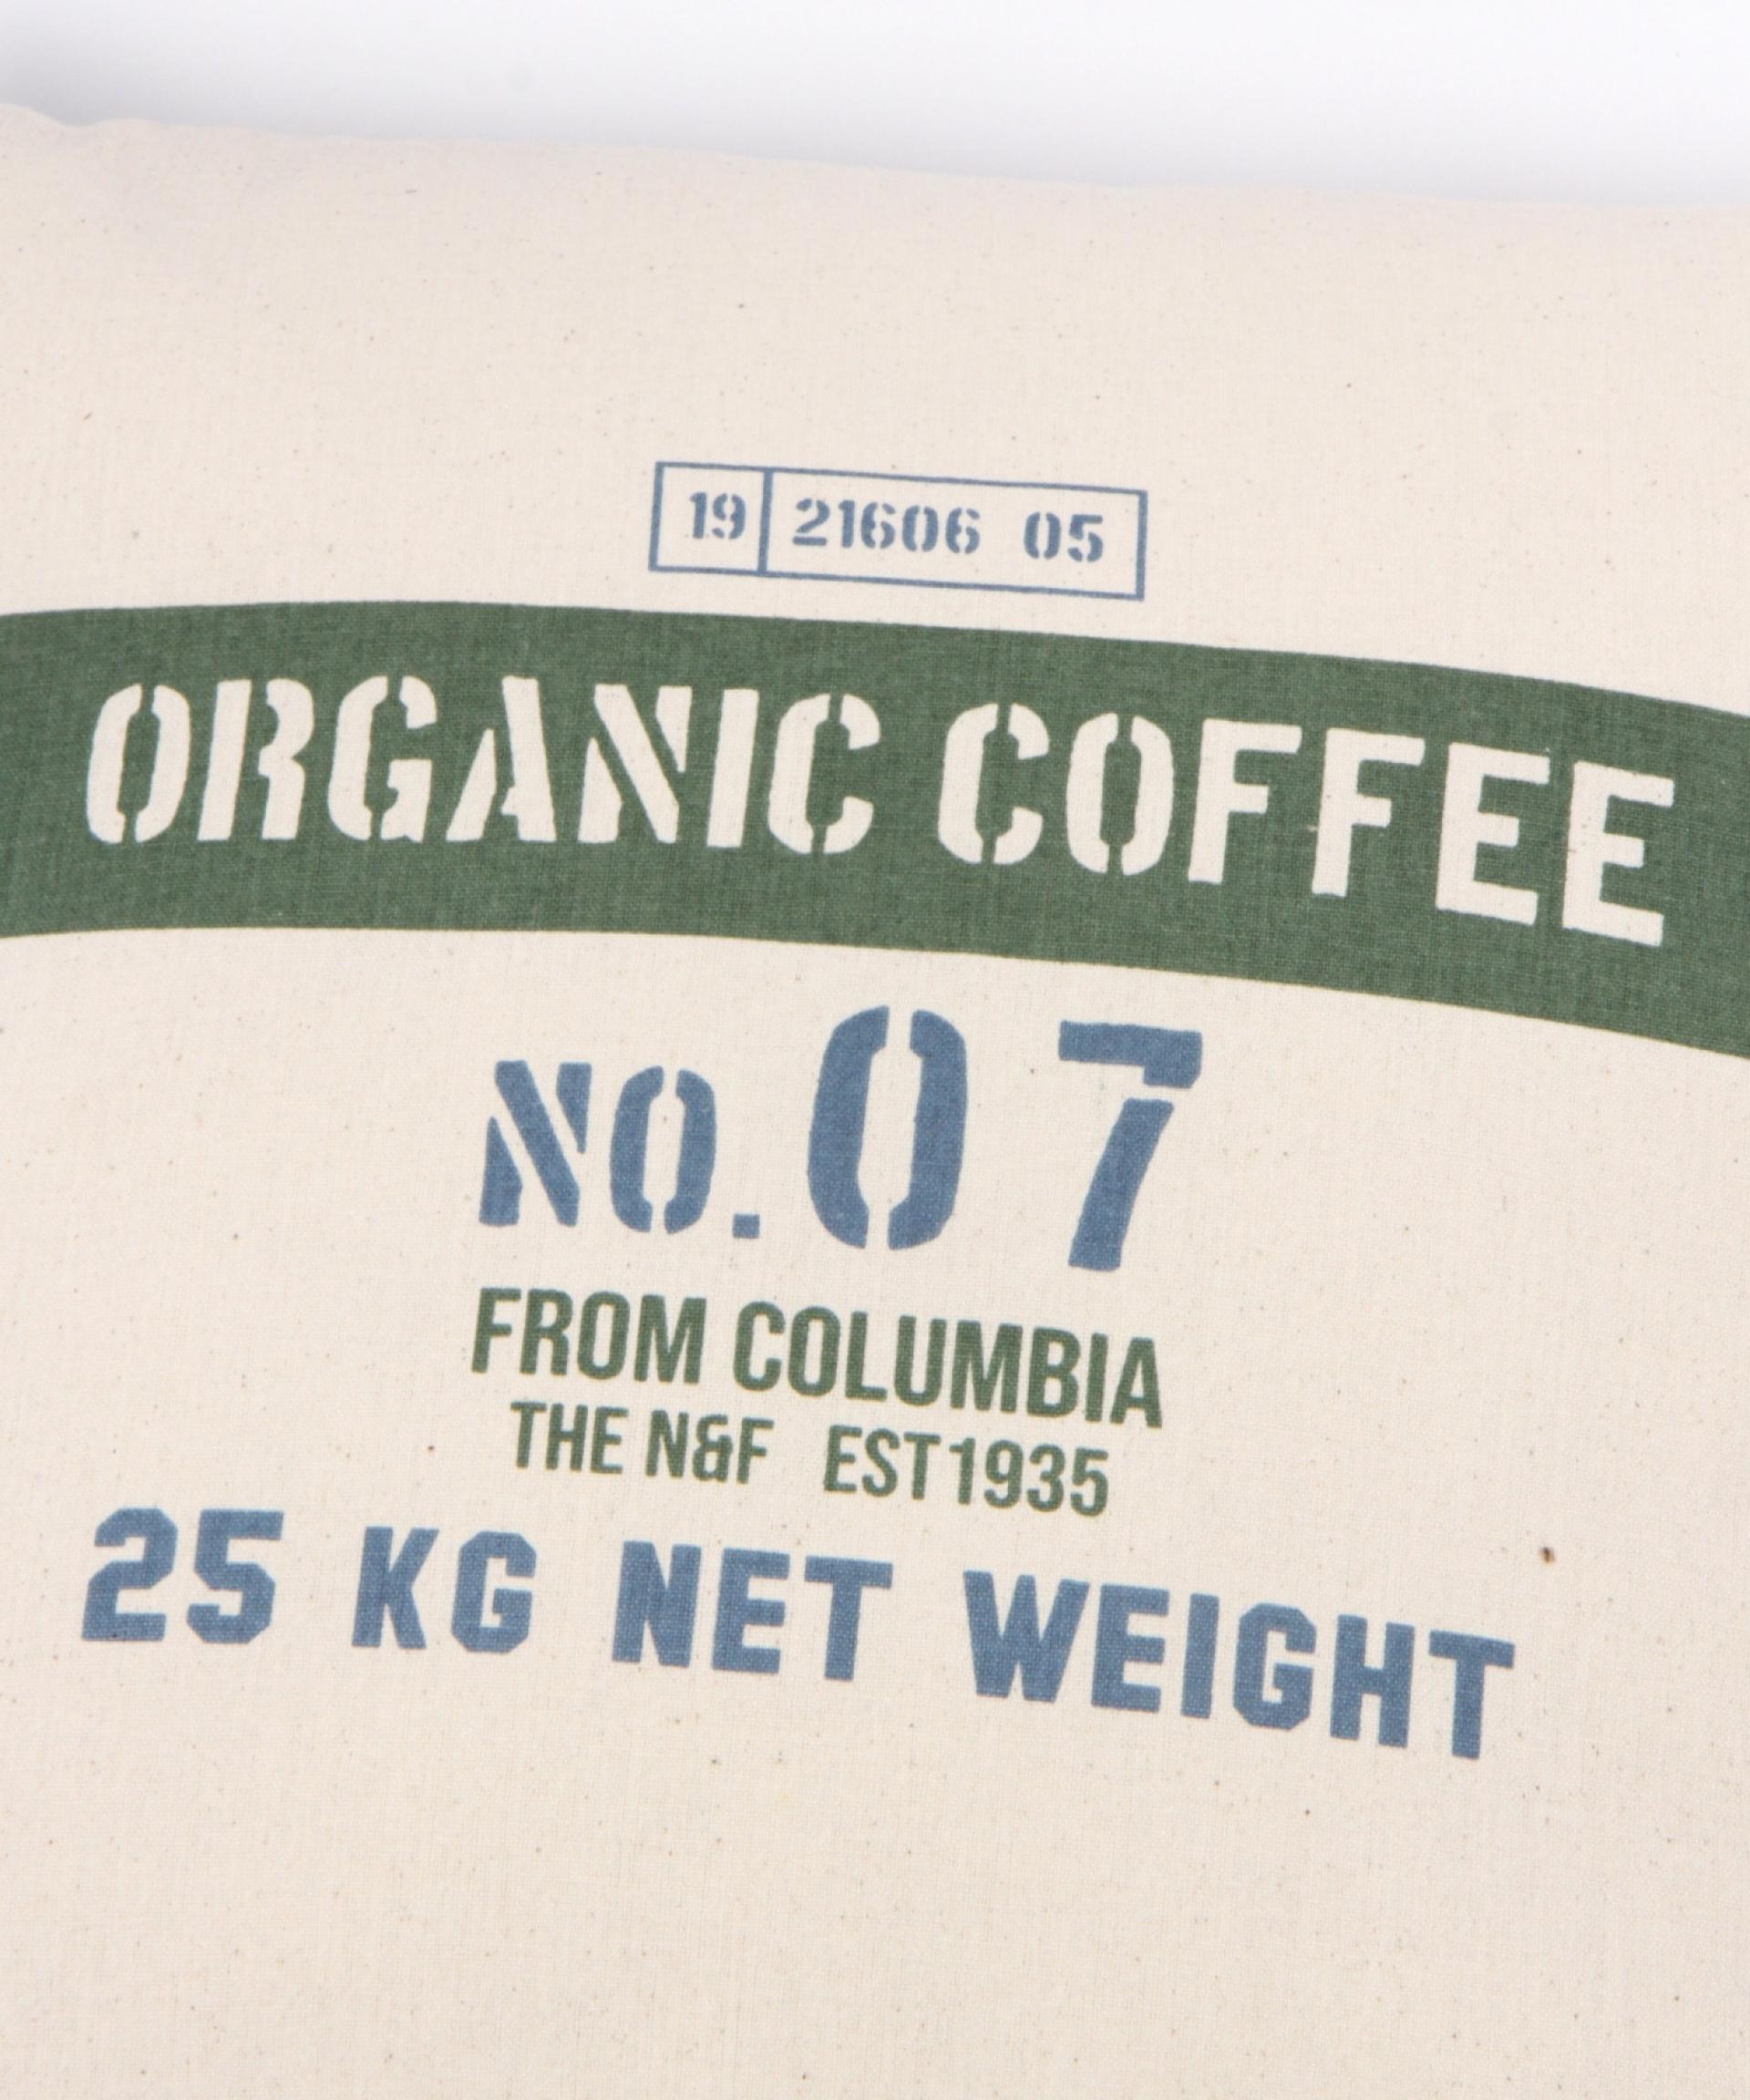 19 21606 05
ORGANIC COFFEE
NO. 07
FROM COLUMBIA
THE N&F EST1935
25 KG NET WEIGHT